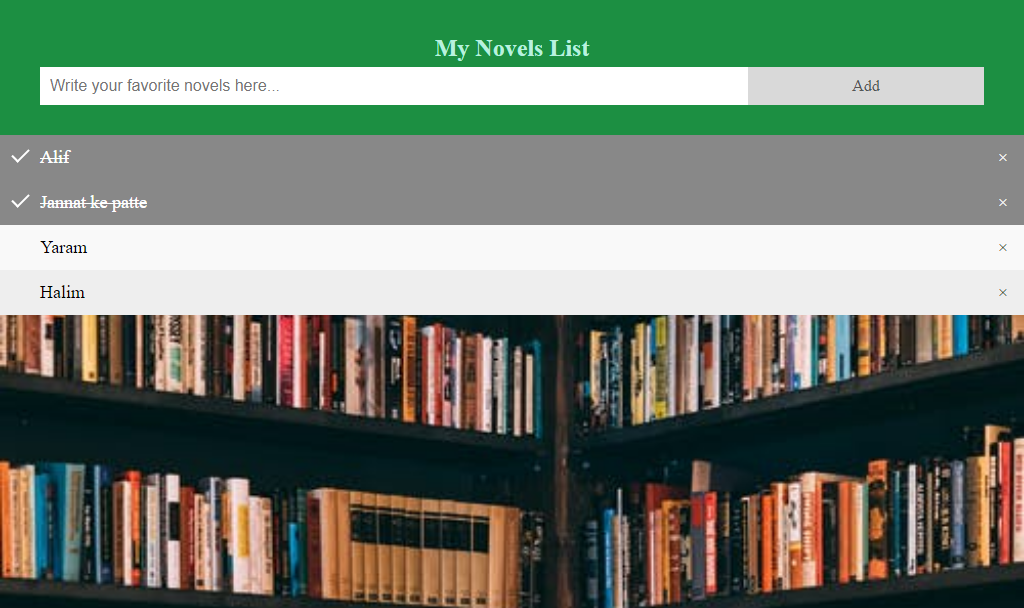 My Novels List
Write your favorite novels here...
Add
Alif
×
Jannat ke patte
×
Yaram
×
Halim
×